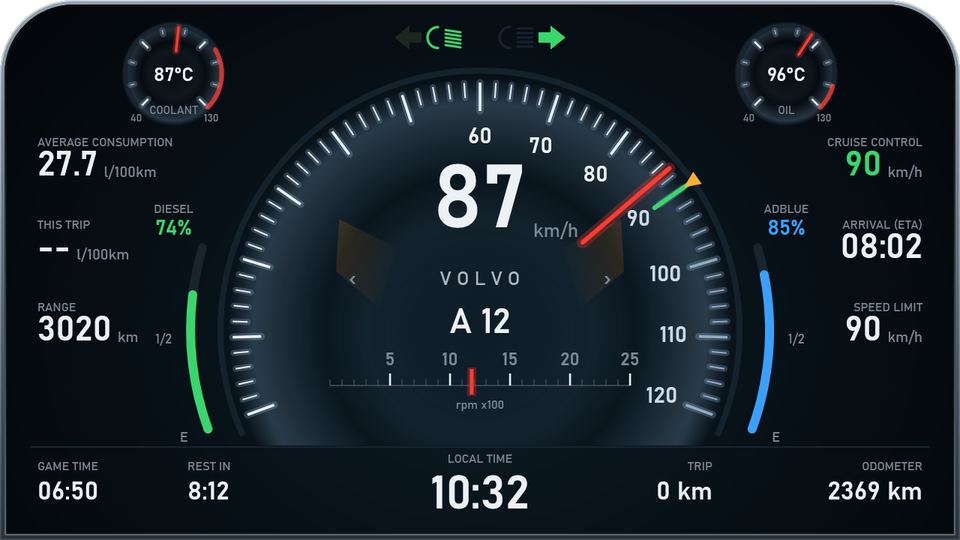 87°C
COOLANT
40
130
96°C
OIL
40
130
AVERAGE CONSUMPTION
27.7 l/100km
THIS TRIP
-- l/100km
RANGE
3020 km
DIESEL
74%
1/2
E
60
70
80
90
100
110
120
87 km/h
‹
›
VOLVO
A 12
5 10 15 20 25
rpm x100
CRUISE CONTROL
90 km/h
ADBLUE
85%
1/2
E
ARRIVAL (ETA)
08:02
SPEED LIMIT
90 km/h
GAME TIME
06:50
REST IN
8:12
LOCAL TIME
10:32
TRIP
0 km
ODOMETER
2369 km